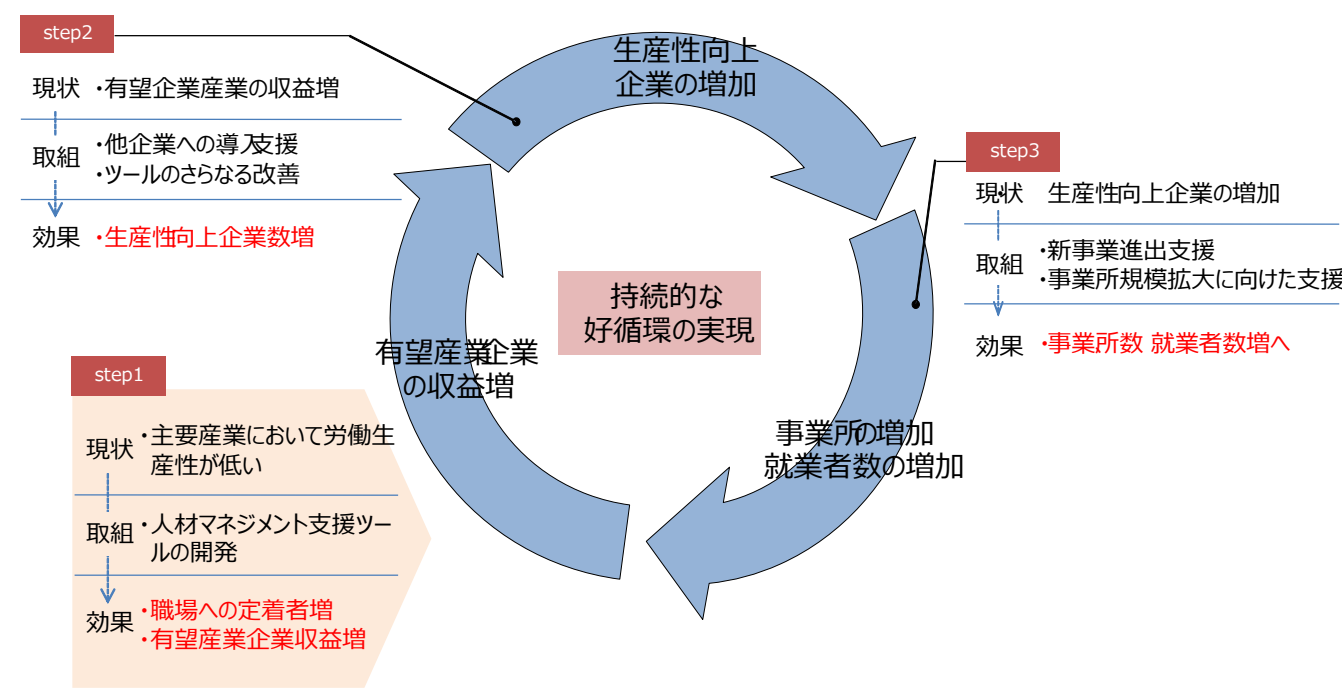 step2
現状 ・有望企業産業の収益増
取組 ・他企業への導入支援
・ツールのさらなる改善
効果 ・生産性向上企業数増
生産性向上
企業の増加
step3
現状 生産性向上企業の増加
取組 ・新事業進出支援
・事業所規模拡大に向けた支援
効果 ・事業所数 就業者数増へ
持続的な
好循環の実現
有望産業企業
の収益増
事業所の増加
就業者数の増加
step1
現状 ・主要産業において労働生
産性が低い
取組 ・人材マネジメント支援ツー
ルの開発
効果 ・職場への定着者増
・有望産業企業収益増